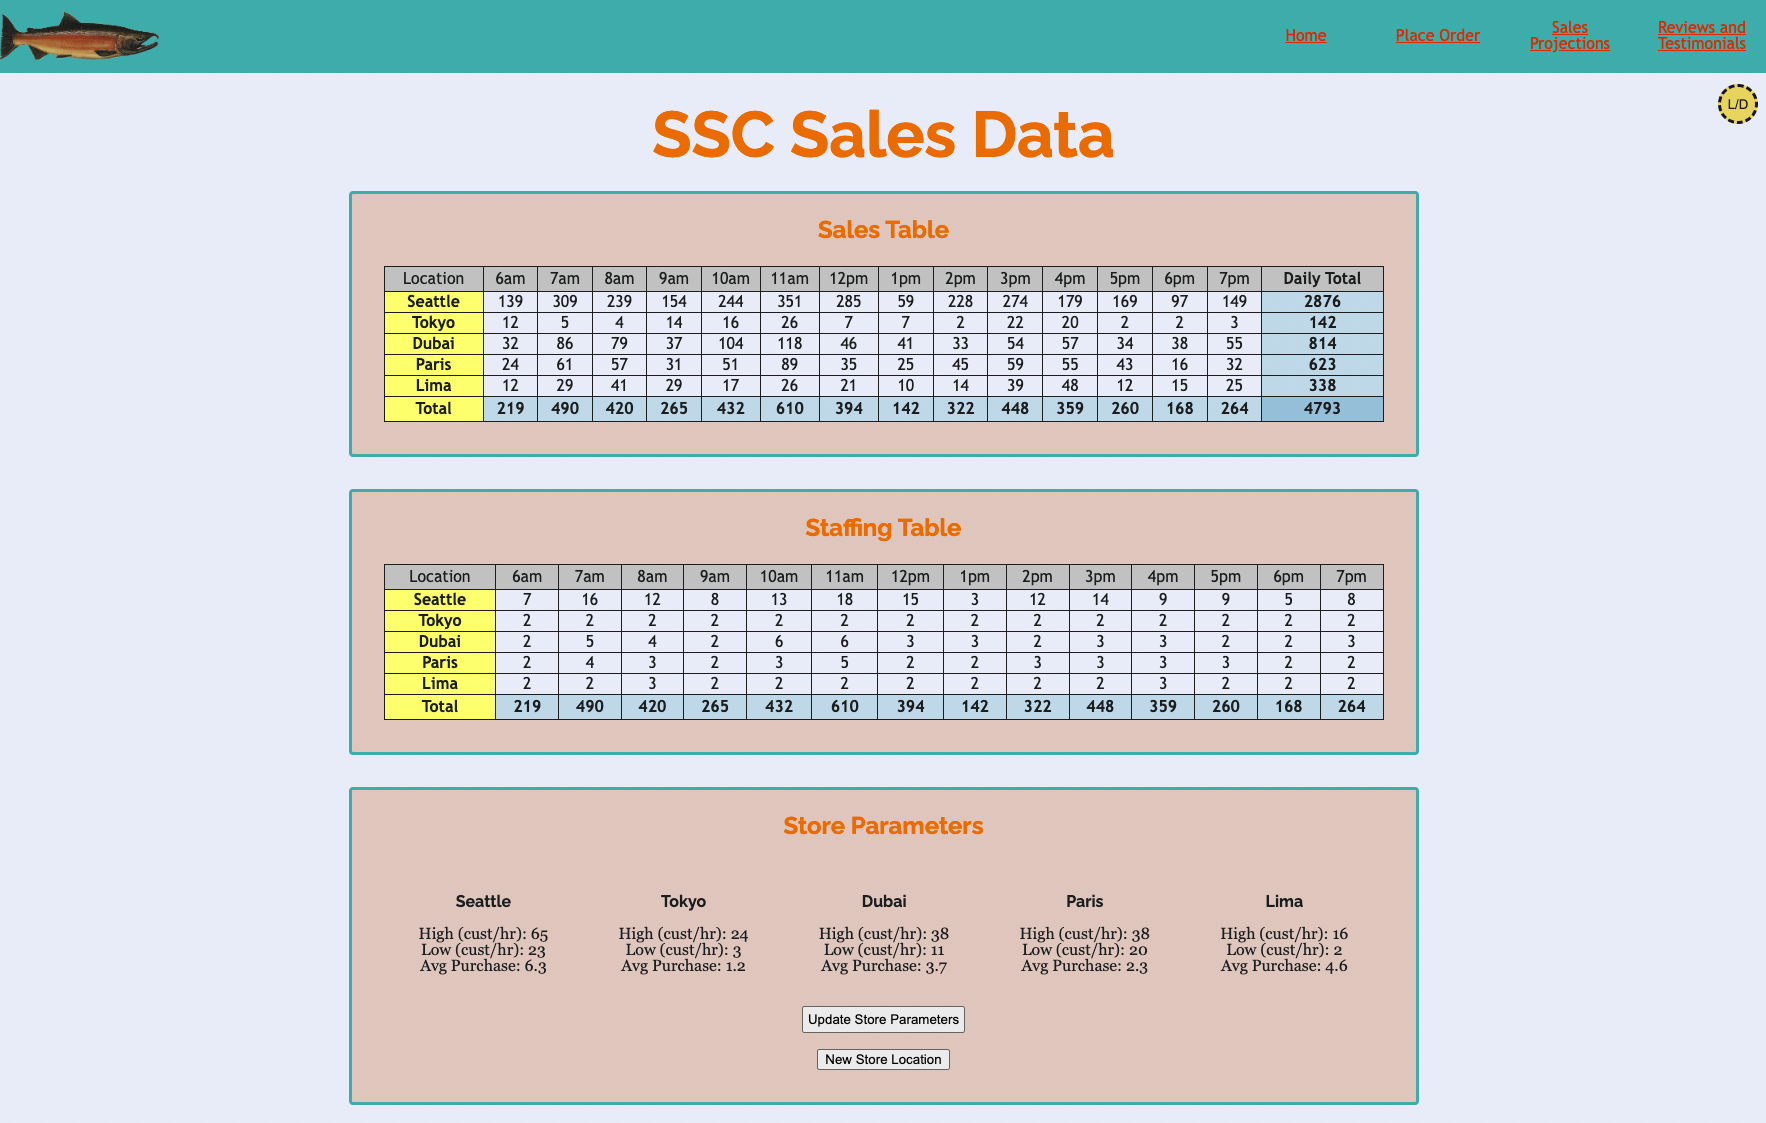 Home
Place Order
Sales
Projections
Reviews and
Testimonials
L/D
SSC Sales Data
Sales Table
Location 6am 7am 8am 9am 10am 11am 12pm 1pm 2pm 3pm 4pm 5pm 6pm 7pm Daily Total
Seattle 139 309 239 154 244 351 285 59 228 274 179 169 97 149 2876
Tokyo 12 5 4 14 16 26 7 7 2 22 20 2 2 3 142
Dubai 32 86 79 37 104 118 46 41 33 54 57 34 38 55 814
Paris 24 61 57 31 51 89 35 25 45 59 55 43 16 32 623
Lima 12 29 41 29 17 26 21 10 14 39 48 12 15 25 338
Total 219 490 420 265 432 610 394 142 322 448 359 260 168 264 4793
Staffing Table
Location 6am 7am 8am 9am 10am 11am 12pm 1pm 2pm 3pm 4pm 5pm 6pm 7pm
Seattle 7 16 12 8 13 18 15 3 12 14 9 9 5 8
Tokyo 2 2 2 2 2 2 2 2 2 2 2 2 2 2
Dubai 2 5 4 2 6 6 3 3 2 3 3 2 2 3
Paris 2 4 3 2 3 5 2 2 3 3 3 3 2 2
Lima 2 2 3 2 2 2 2 2 2 2 3 2 2 2
Total 219 490 420 265 432 610 394 142 322 448 359 260 168 264
Store Parameters
Seattle
High (cust/hr): 65
Low (cust/hr): 23
Avg Purchase: 6.3
Tokyo
High (cust/hr): 24
Low (cust/hr): 3
Avg Purchase: 1.2
Dubai
High (cust/hr): 38
Low (cust/hr): 11
Avg Purchase: 3.7
Paris
High (cust/hr): 38
Low (cust/hr): 20
Avg Purchase: 2.3
Lima
High (cust/hr): 16
Low (cust/hr): 2
Avg Purchase: 4.6
Update Store Parameters
New Store Location